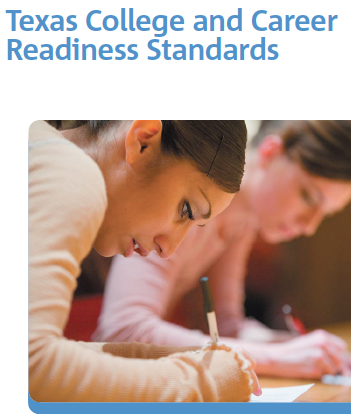 Texas College and Career
Readiness Standards